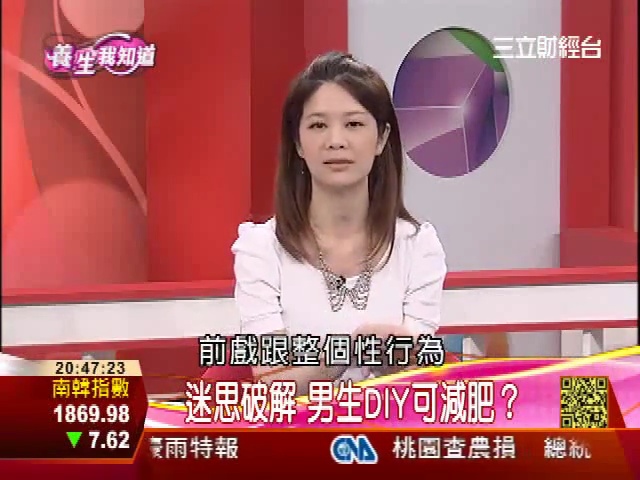 養生我知道
三立財經台
前戲跟整個性行為
20:47:23
南韓指數
1869.98
▼7.62
迷思破解 男生DIY可減肥？
豪雨特報 CNA 桃園查農損 總統